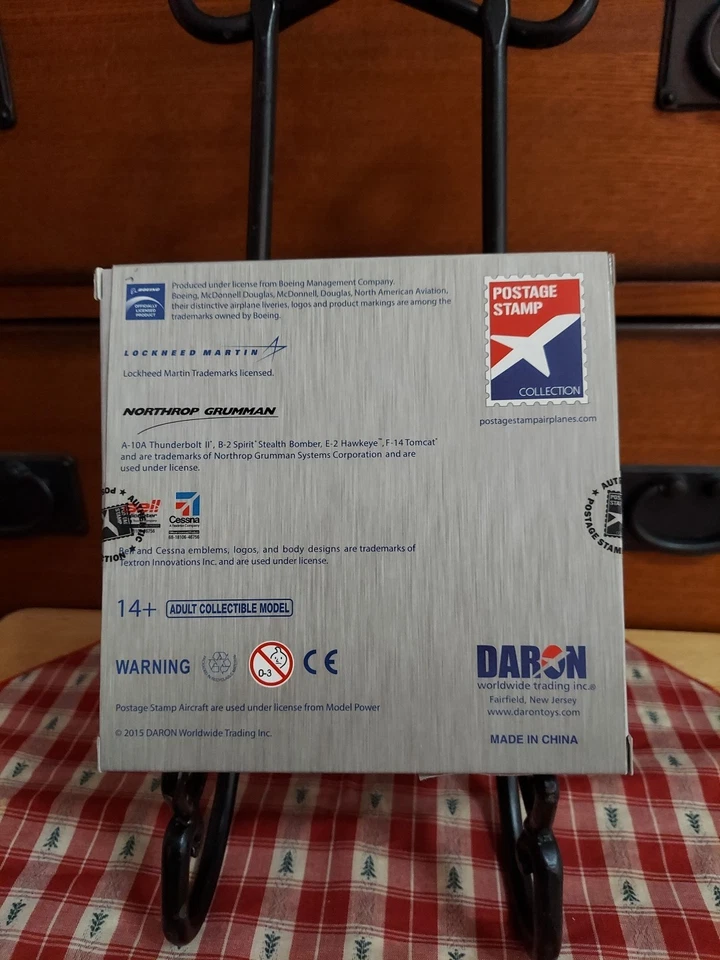 BOEING
OFFICIALLY
LICENSED
PRODUCT
Produced under license from Boeing Management Company.
Boeing, McDonnell Douglas, McDonnell, Douglas, North American Aviation,
their distinctive airplane liveries, logos and product markings are among the
trademarks owned by Boeing.
POSTAGE
STAMP
COLLECTION
postagestampairplanes.com
LOCKHEED MARTIN
Lockheed Martin Trademarks licensed.
NORTHROP GRUMMAN
A-10A Thunderbolt II®, B-2 Spirit® Stealth Bomber, E-2 Hawkeye™, F-14 Tomcat®
and are trademarks of Northrop Grumman Systems Corporation and are
used under license.
Cessna
A Textron Company
Bell and Cessna emblems, logos, and body designs are trademarks of
Textron Innovations Inc. and are used under license.
POSTAGE STAM
14+ ADULT COLLECTIBLE MODEL
WARNING
0-3
CE
Postage Stamp Aircraft are used under license from Model Power
© 2015 DARON Worldwide Trading Inc.
DARON
worldwide trading inc.®
Fairfield, New Jersey
www.darontoys.com
MADE IN CHINA